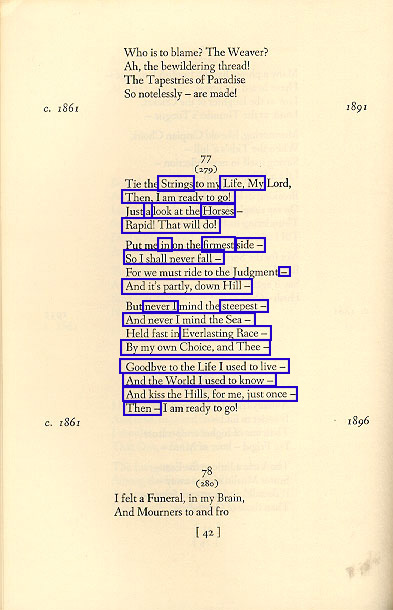 Who is to blame? The Weaver?
Ah, the bewildering thread!
The Tapestries of Paradise
So notelessly – are made!
c. 1861 1891
77
(279)
Tie the Strings to my Life, My Lord,
Then, I am ready to go!
Just a look at the Horses –
Rapid! That will do!
Put me in on the firmest side –
So I shall never fall –
For we must ride to the Judgment –
And it's partly, down Hill –
But never I mind the steepest –
And never I mind the Sea –
Held fast in Everlasting Race –
By my own Choice, and Thee –
Goodbye to the Life I used to live –
And the World I used to know –
And kiss the Hills, for me, just once –
Then – I am ready to go!
c. 1861 1896
78
(280)
I felt a Funeral, in my Brain,
And Mourners to and fro
[ 42 ]